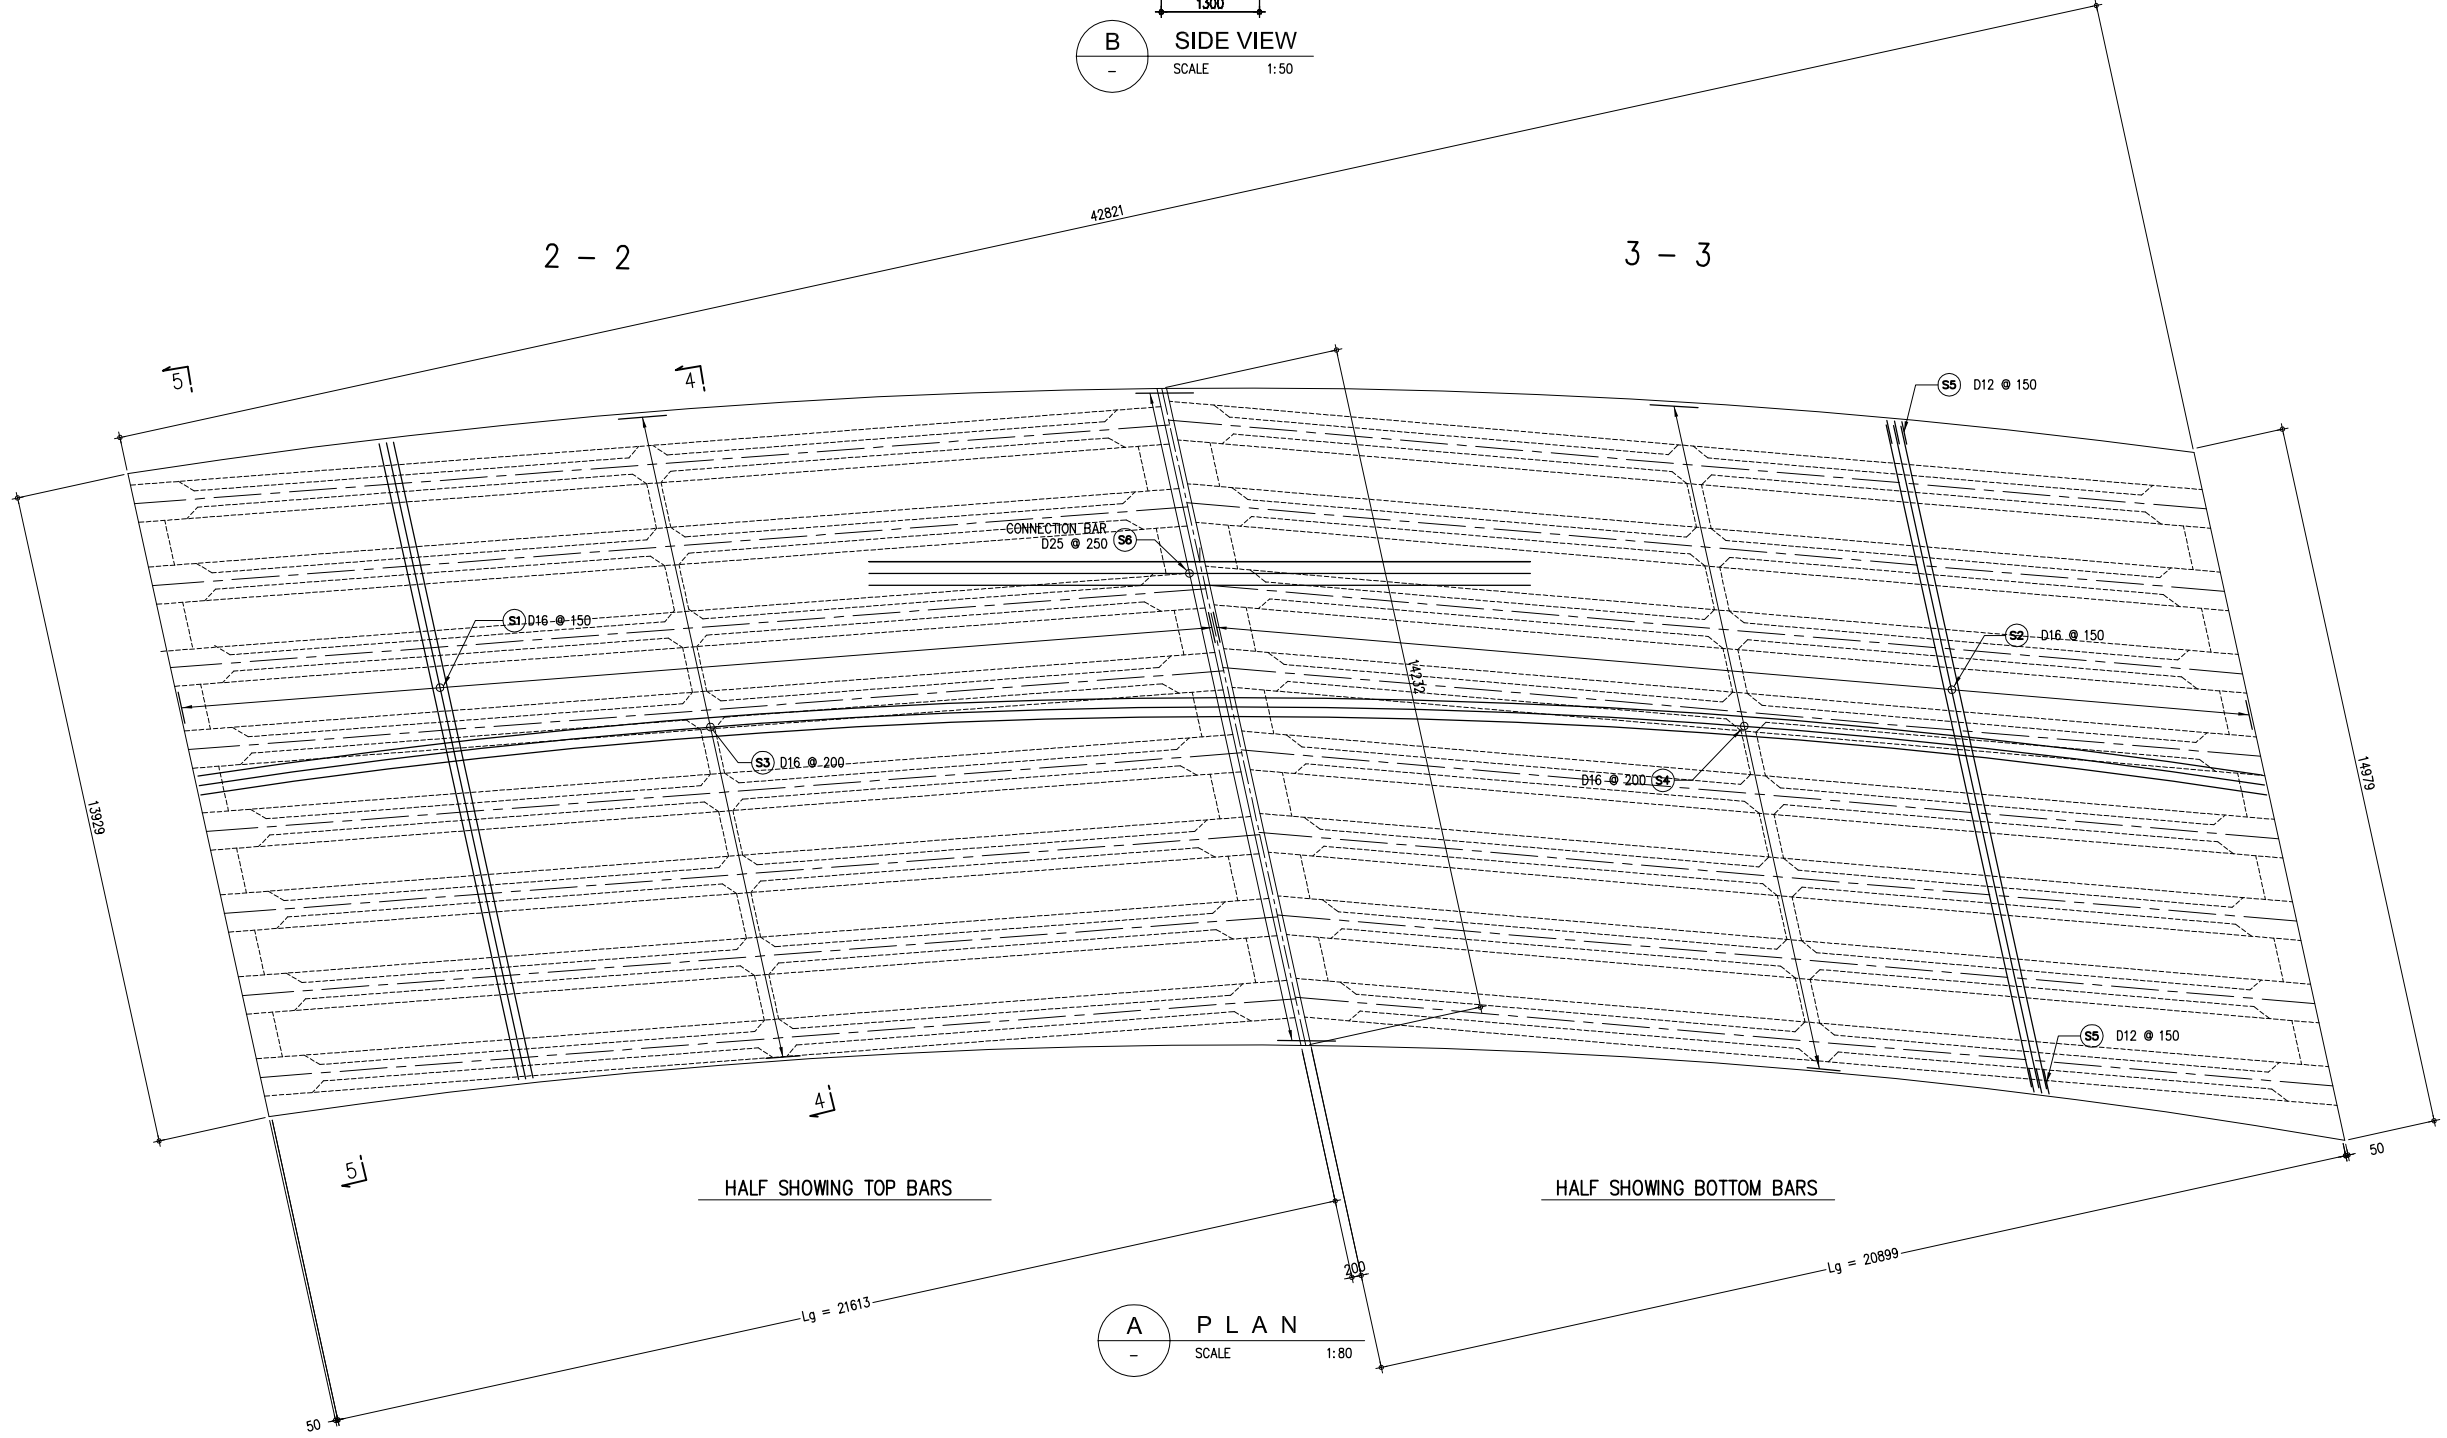 1300
B
SIDE VIEW
-
SCALE 1:50
42821
2 - 2
3 - 3
5
4
S5 D12 @ 150
CONNECTION BAR
D25 @ 250 S6
S1 D16 @ 150
S2 D16 @ 150
14232
S3 D16 @ 200
D16 @ 200 S4
13929
14979
S5 D12 @ 150
4
5
50
HALF SHOWING TOP BARS
HALF SHOWING BOTTOM BARS
200
Lg = 20899
Lg = 21613
A
PLAN
-
SCALE 1:80
50